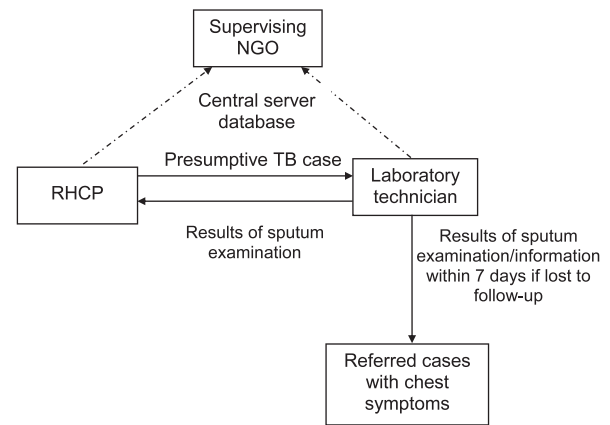 Supervising
NGO
Central server
database
Presumptive TB case
RHCP
Laboratory
technician
Results of sputum
examination
Results of sputum
examination/information
within 7 days if lost to
follow-up
Referred cases
with chest
symptoms